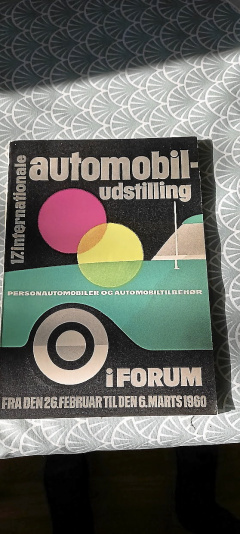 17. internationale
automobil-
udstilling
PERSONAUTOMOBILER OG AUTOMOBILTILBEHØR
i FORUM
FRA DEN 26. FEBRUAR TIL DEN 6. MARTS 1960